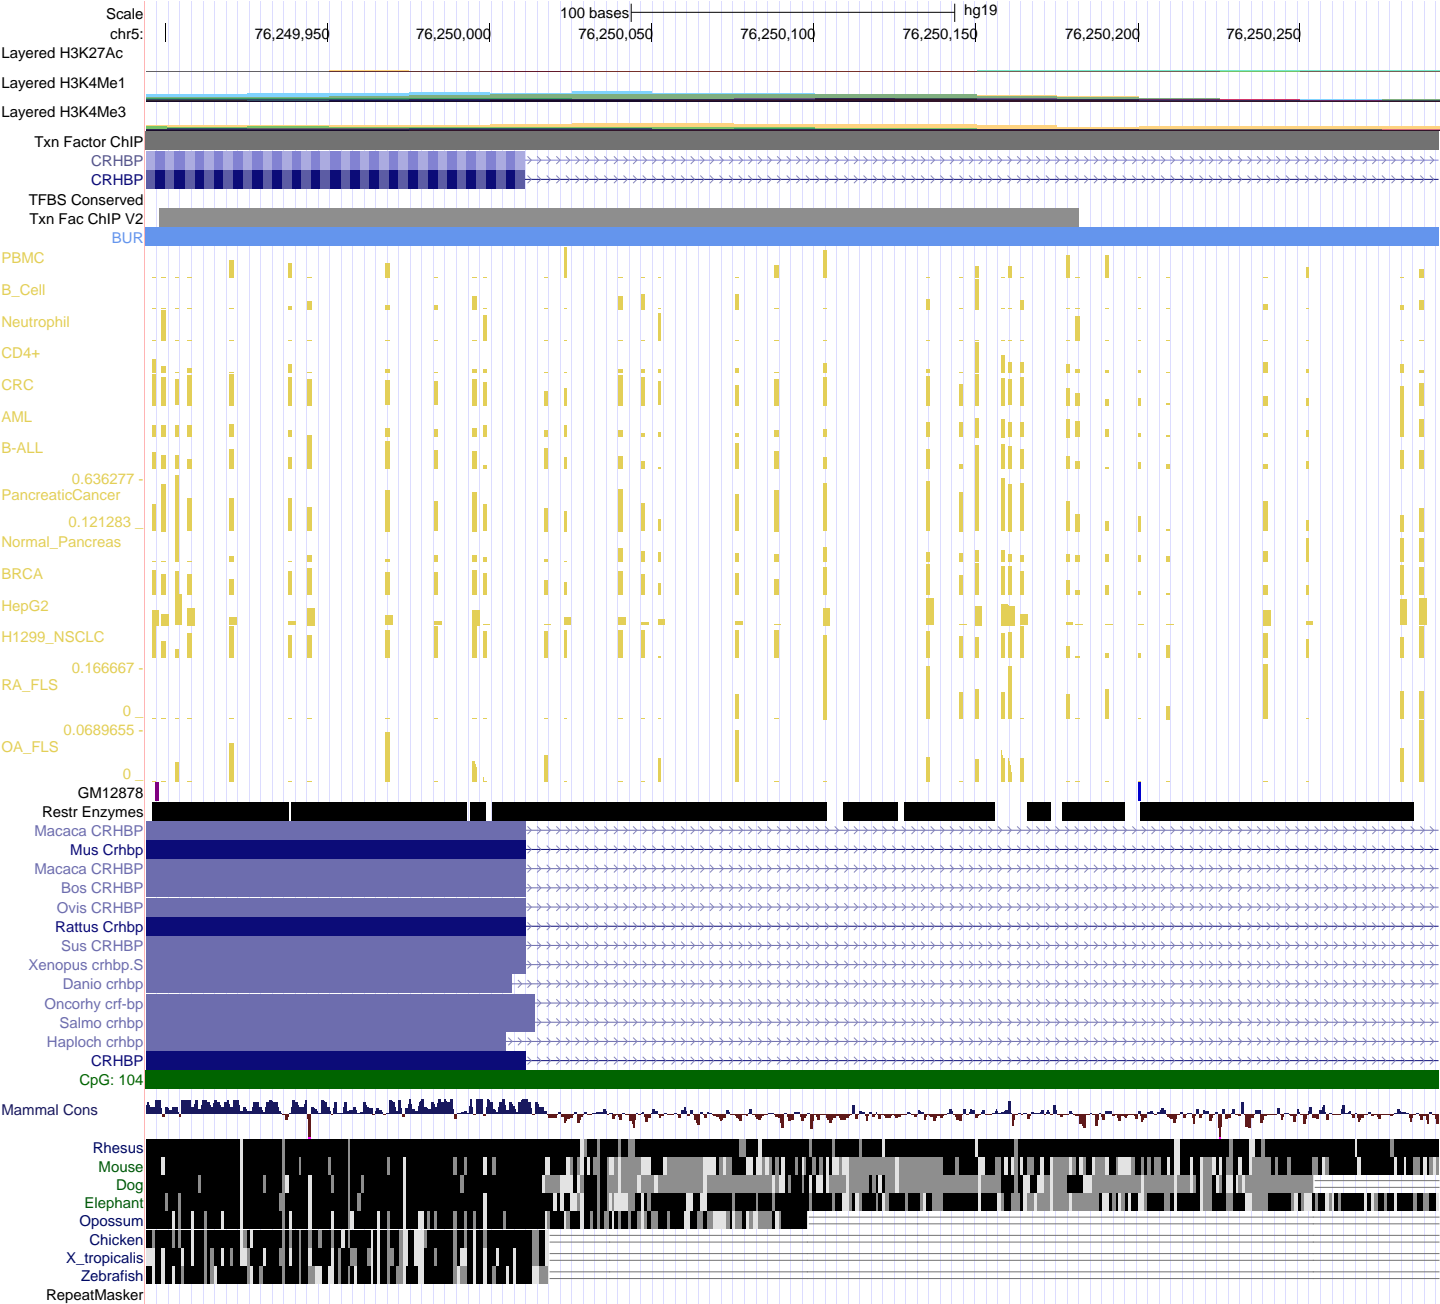 Scale 100 bases hg19
chr5: 76,249,950 76,250,000 76,250,050 76,250,100 76,250,150 76,250,200 76,250,250
Layered H3K27Ac
Layered H3K4Me1
Layered H3K4Me3
Txn Factor ChIP
CRHBP
CRHBP
TFBS Conserved
Txn Fac ChIP V2
BUR
PBMC
B_Cell
Neutrophil
CD4+
CRC
AML
B-ALL
0.636277 -
PancreaticCancer
0.121283 _
Normal_Pancreas
BRCA
HepG2
H1299_NSCLC
0.166667 -
RA_FLS
0 _
0.0689655 -
OA_FLS
0 _
GM12878
Restr Enzymes
Macaca CRHBP
Mus Crhbp
Macaca CRHBP
Bos CRHBP
Ovis CRHBP
Rattus Crhbp
Sus CRHBP
Xenopus crhbp.S
Danio crhbp
Oncorhy crf-bp
Salmo crhbp
Haploch crhbp
CRHBP
CpG: 104
Mammal Cons
Rhesus
Mouse
Dog
Elephant
Opossum
Chicken
X_tropicalis
Zebrafish
RepeatMasker